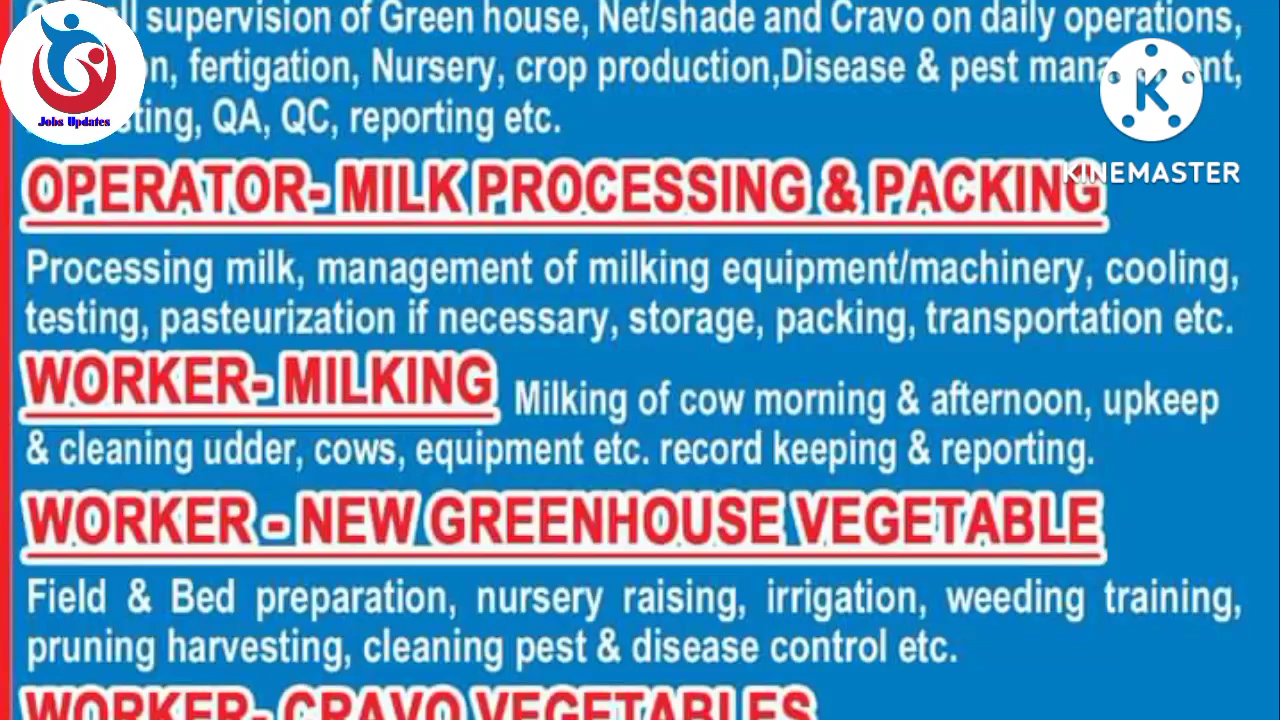 supervision of Green house, Net/shade and Cravo on daily operations,
fertigation, Nursery, crop production,Disease & pest
QA, QC, reporting etc.
Jobs Updates
K
KINEMASTER
OPERATOR- MILK PROCESSING & PACKING
Processing milk, management of milking equipment/machinery, cooling,
testing, pasteurization if necessary, storage, packing, transportation etc.
WORKER- MILKING Milking of cow morning & afternoon, upkeep
& cleaning udder, cows, equipment etc. record keeping & reporting.
WORKER - NEW GREENHOUSE VEGETABLE
Field & Bed preparation, nursery raising, irrigation, weeding training,
pruning harvesting, cleaning pest & disease control etc.
WORKER- CRAVO VEGETABLES